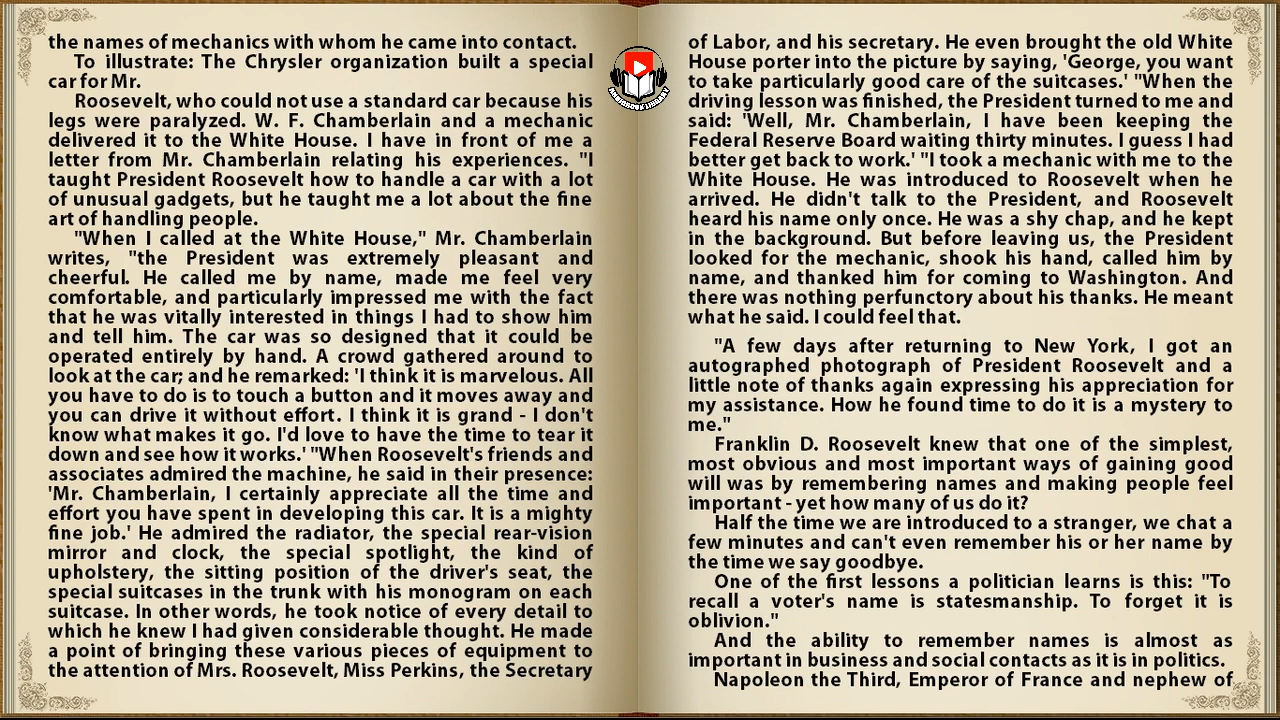 the names of mechanics with whom he came into contact.
To illustrate: The Chrysler organization built a special
car for Mr.
Roosevelt, who could not use a standard car because his
legs were paralyzed. W. F. Chamberlain and a mechanic
delivered it to the White House. I have in front of me a
letter from Mr. Chamberlain relating his experiences. "I
taught President Roosevelt how to handle a car with a lot
of unusual gadgets, but he taught me a lot about the fine
art of handling people.
"When I called at the White House," Mr. Chamberlain
writes, "the President was extremely pleasant and
cheerful. He called me by name, made me feel very
comfortable, and particularly impressed me with the fact
that he was vitally interested in things I had to show him
and tell him. The car was so designed that it could be
operated entirely by hand. A crowd gathered around to
look at the car; and he remarked: 'I think it is marvelous. All
you have to do is to touch a button and it moves away and
you can drive it without effort. I think it is grand - I don't
know what makes it go. I'd love to have the time to tear it
down and see how it works.' "When Roosevelt's friends and
associates admired the machine, he said in their presence:
'Mr. Chamberlain, I certainly appreciate all the time and
effort you have spent in developing this car. It is a mighty
fine job.' He admired the radiator, the special rear-vision
mirror and clock, the special spotlight, the kind of
upholstery, the sitting position of the driver's seat, the
special suitcases in the trunk with his monogram on each
suitcase. In other words, he took notice of every detail to
which he knew I had given considerable thought. He made
a point of bringing these various pieces of equipment to
the attention of Mrs. Roosevelt, Miss Perkins, the Secretary
of Labor, and his secretary. He even brought the old White
House porter into the picture by saying, 'George, you want
to take particularly good care of the suitcases.' "When the
driving lesson was finished, the President turned to me and
said: 'Well, Mr. Chamberlain, I have been keeping the
Federal Reserve Board waiting thirty minutes. I guess I had
better get back to work.' "I took a mechanic with me to the
White House. He was introduced to Roosevelt when he
arrived. He didn't talk to the President, and Roosevelt
heard his name only once. He was a shy chap, and he kept
in the background. But before leaving us, the President
looked for the mechanic, shook his hand, called him by
name, and thanked him for coming to Washington. And
there was nothing perfunctory about his thanks. He meant
what he said. I could feel that.
"A few days after returning to New York, I got an
autographed photograph of President Roosevelt and a
little note of thanks again expressing his appreciation for
my assistance. How he found time to do it is a mystery to
me."
Franklin D. Roosevelt knew that one of the simplest,
most obvious and most important ways of gaining good
will was by remembering names and making people feel
important - yet how many of us do it?
Half the time we are introduced to a stranger, we chat a
few minutes and can't even remember his or her name by
the time we say goodbye.
One of the first lessons a politician learns is this: "To
recall a voter's name is statesmanship. To forget it is
oblivion."
And the ability to remember names is almost as
important in business and social contacts as it is in politics.
Napoleon the Third, Emperor of France and nephew of